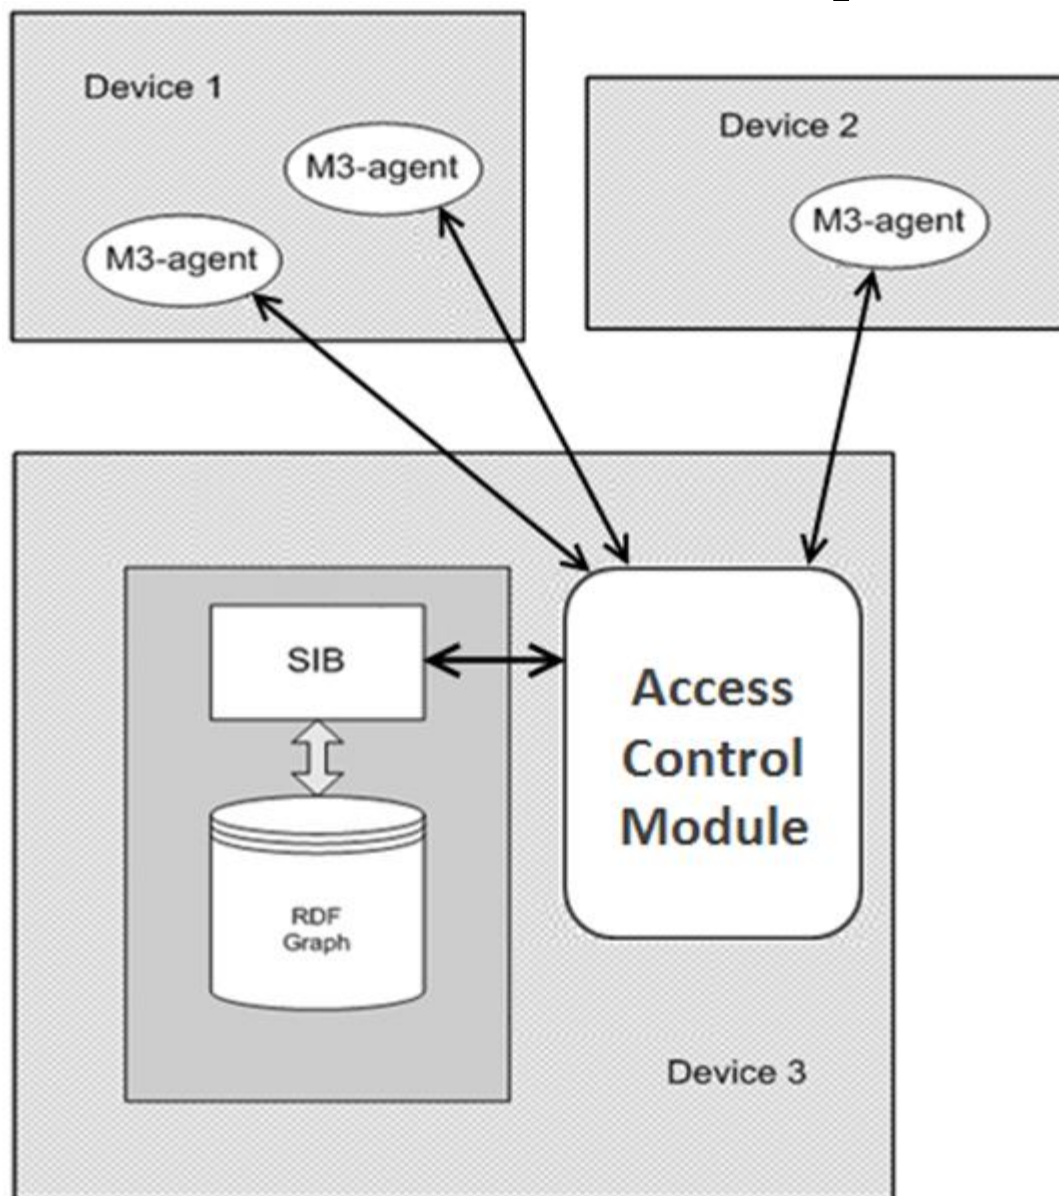 Device 1
M3-agent
M3-agent
Device 2
M3-agent
SIB
RDF
Graph
Access
Control
Module
Device 3